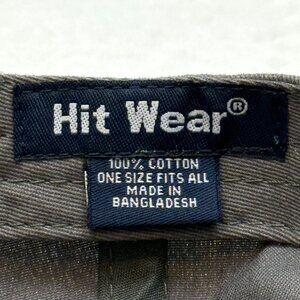 Hit Wear®
100% COTTON
ONE SIZE FITS ALL
MADE IN
BANGLADESH